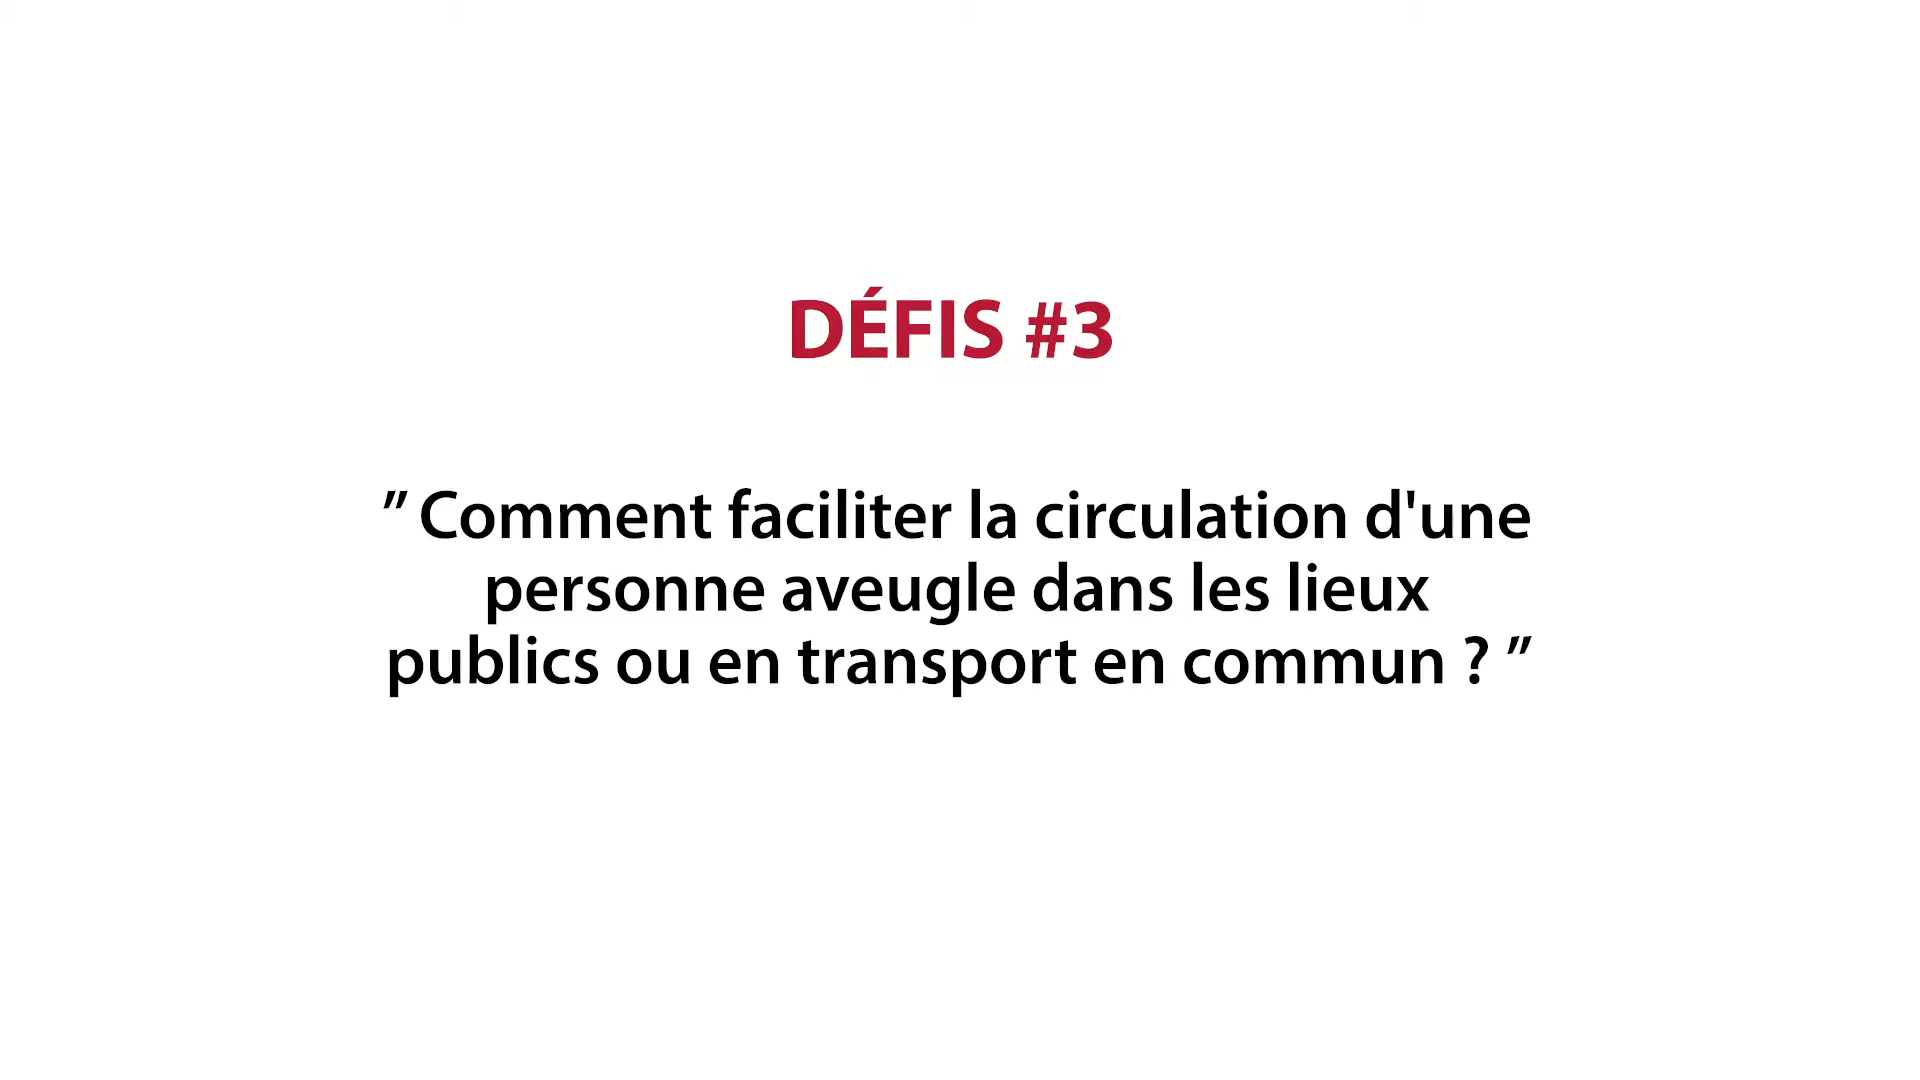 DÉFIS #3
” Comment faciliter la circulation d'une
personne aveugle dans les lieux
publics ou en transport en commun ? ”